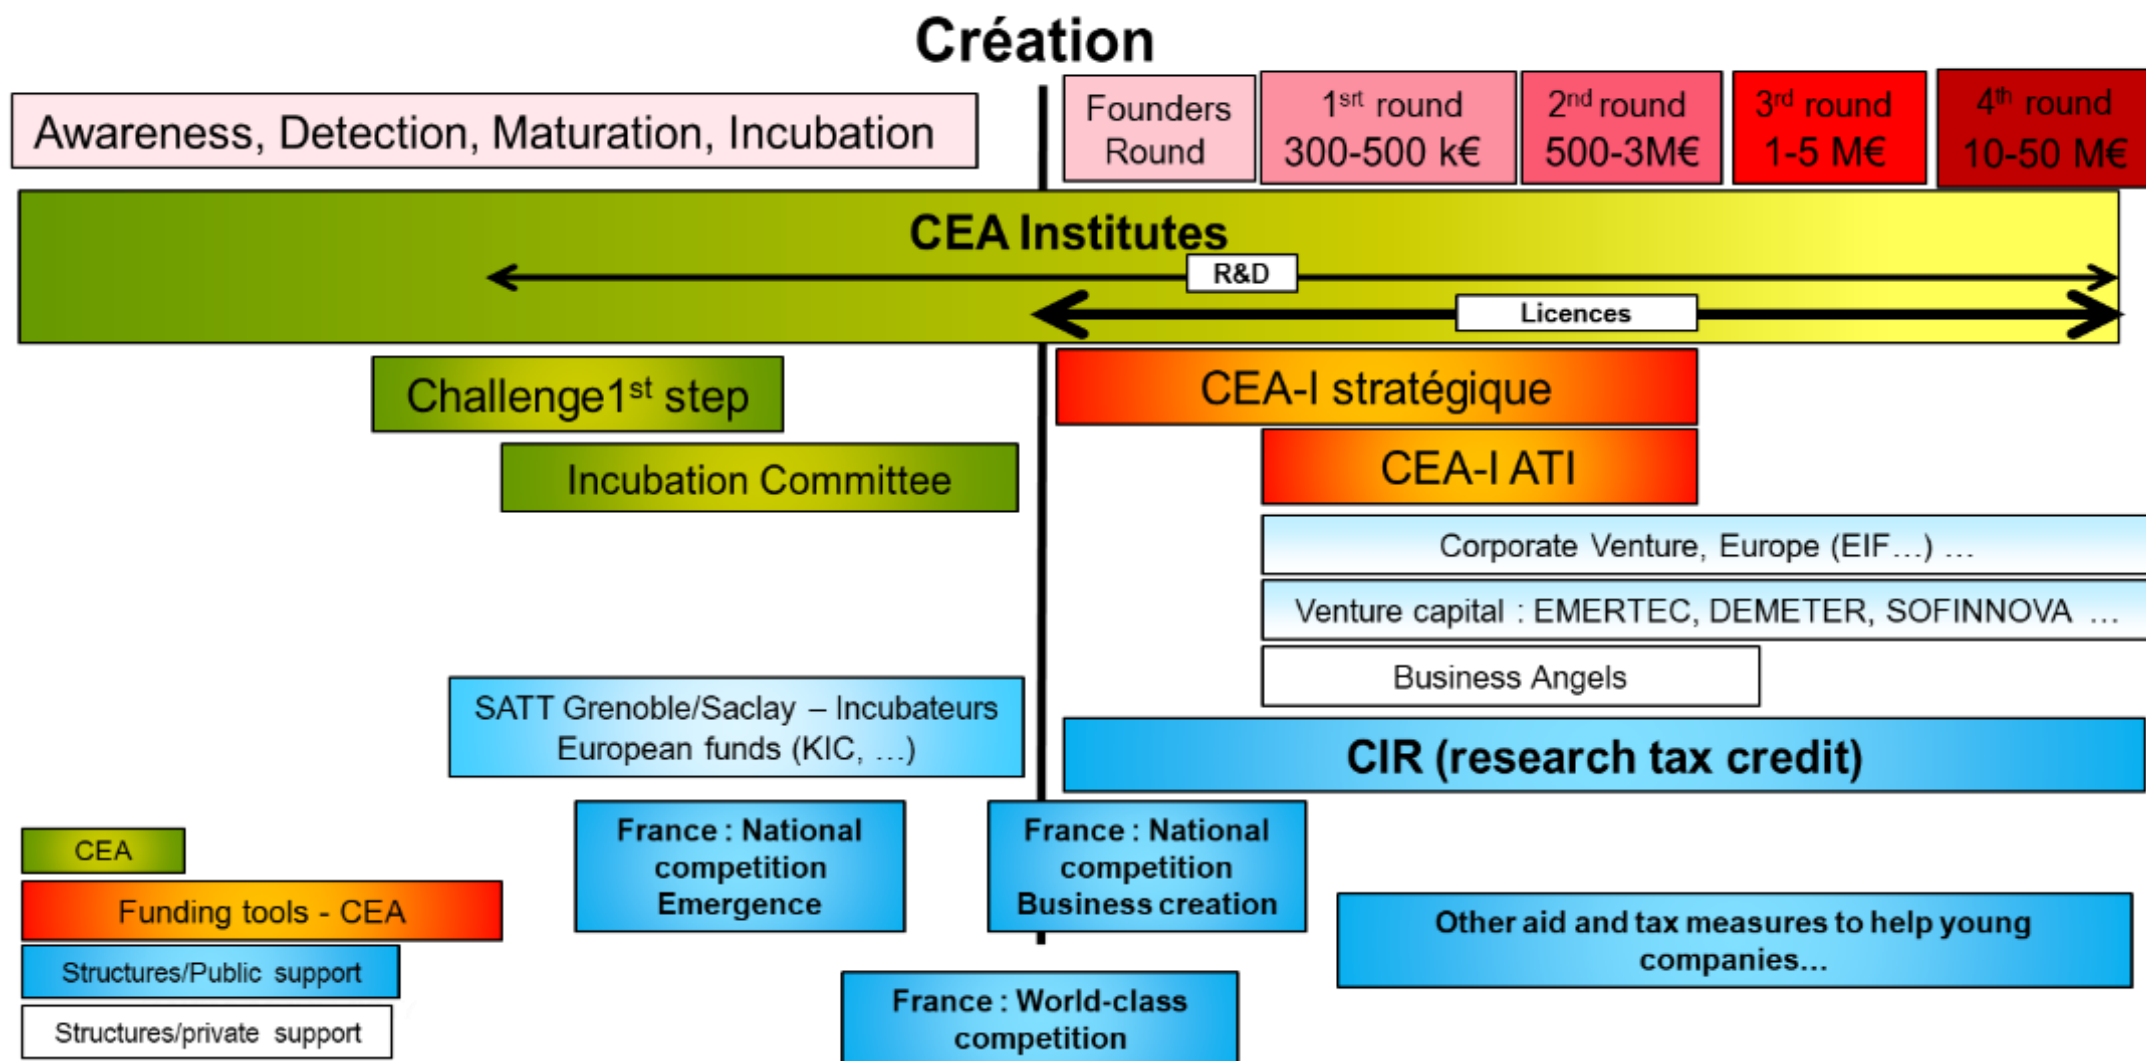 Création
Awareness, Detection, Maturation, Incubation
Founders
Round
1srt round
300-500 k€
2nd round
500-3M€
3rd round
1-5 M€
4th round
10-50 M€
CEA Institutes
R&D
Licences
Challenge1st step
CEA-I stratégique
Incubation Committee
CEA-I ATI
Corporate Venture, Europe (EIF…) …
Venture capital : EMERTEC, DEMETER, SOFINNOVA …
Business Angels
SATT Grenoble/Saclay – Incubateurs
European funds (KIC, …)
CIR (research tax credit)
France : National
competition
Emergence
France : National
competition
Business creation
Other aid and tax measures to help young
companies…
France : World-class
competition
CEA
Funding tools - CEA
Structures/Public support
Structures/private support